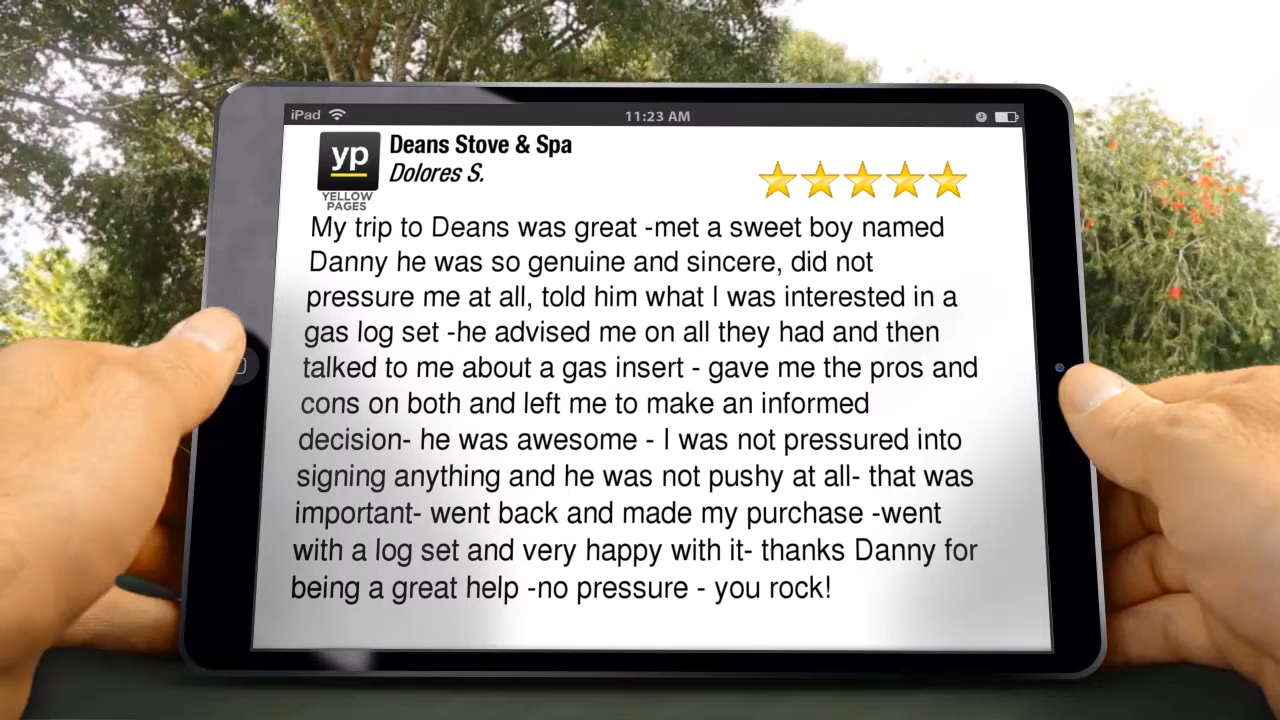 iPad 11:23 AM
yp
YELLOW
PAGES
Deans Stove & Spa
Dolores S.
My trip to Deans was great -met a sweet boy named
Danny he was so genuine and sincere, did not
pressure me at all, told him what I was interested in a
gas log set -he advised me on all they had and then
talked to me about a gas insert - gave me the pros and
cons on both and left me to make an informed
decision- he was awesome - I was not pressured into
signing anything and he was not pushy at all- that was
important- went back and made my purchase -went
with a log set and very happy with it- thanks Danny for
being a great help -no pressure - you rock!